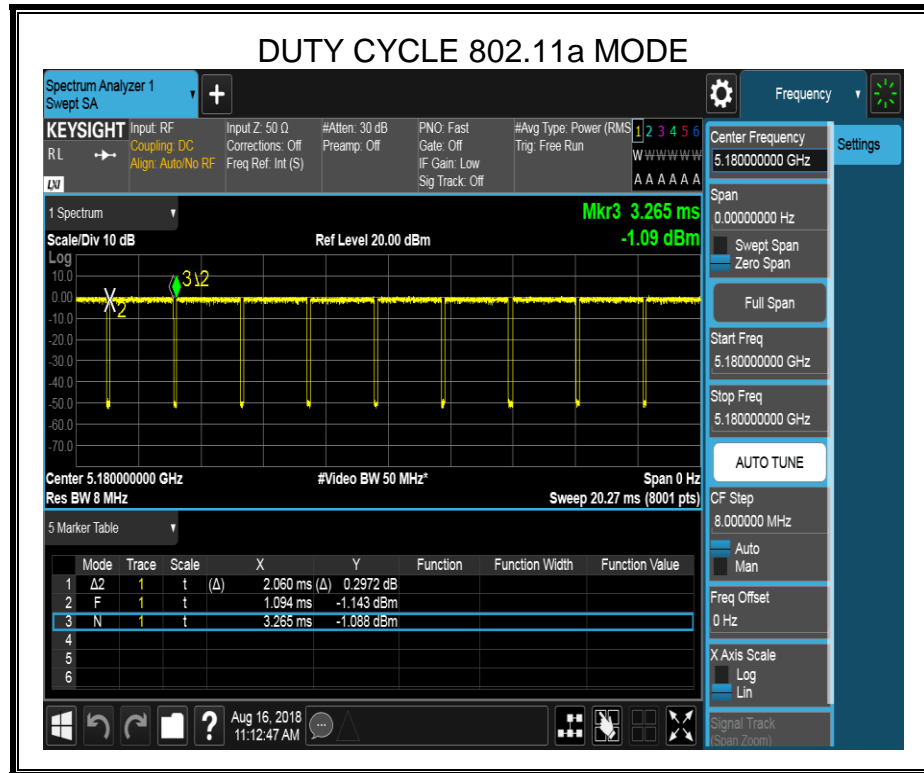 DUTY CYCLE 802.11a MODE
Spectrum Analyzer 1
Swept SA
Frequency
KEYSIGHT
RL
LXI
Input: RF
Coupling: DC
Align: Auto/No RF
Input Z: 50 Ω
Corrections: Off
Freq Ref: Int (S)
#Atten: 30 dB
Preamp: Off
PNO: Fast
Gate: Off
IF Gain: Low
Sig Track: Off
#Avg Type: Power (RMS
Trig: Free Run
1 2 3 4 5 6
W W W W W W
A A A A A A
Center Frequency
5.180000000 GHz
Settings
Span
0.00000000 Hz
Swept Span
Zero Span
Full Span
Start Freq
5.180000000 GHz
Stop Freq
5.180000000 GHz
AUTO TUNE
CF Step
8.000000 MHz
Auto
Man
Freq Offset
0 Hz
X Axis Scale
Log
Lin
Signal Track
(Span Zoom)
1 Spectrum
Mkr3 3.265 ms
Scale/Div 10 dB
Ref Level 20.00 dBm
-1.09 dBm
Log
10.0
0.00
-10.0
-20.0
-30.0
-40.0
-50.0
-60.0
-70.0
X2
3Δ2
Center 5.180000000 GHz
#Video BW 50 MHz*
Span 0 Hz
Res BW 8 MHz
Sweep 20.27 ms (8001 pts)
5 Marker Table
Mode Trace Scale X Y Function Function Width Function Value
1 Δ2 1 t (Δ) 2.060 ms (Δ) 0.2972 dB
2 F 1 t 1.094 ms -1.143 dBm
3 N 1 t 3.265 ms -1.088 dBm
4
5
6
?
Aug 16, 2018
11:12:47 AM